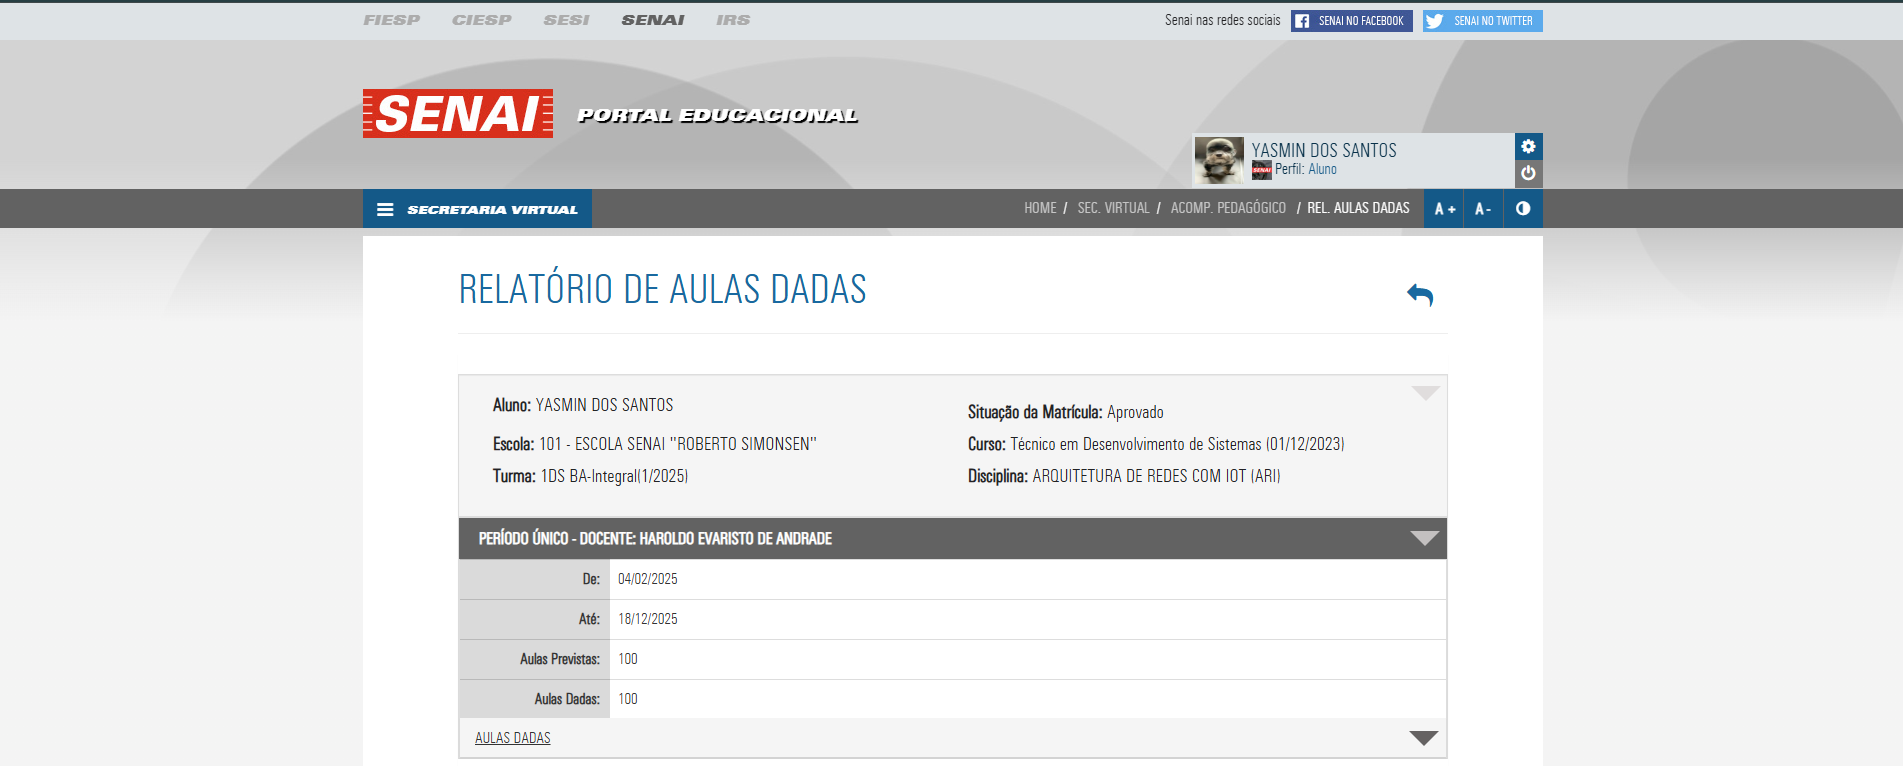 FIESP CIESP SESI SENAI IRS Senai nas redes sociais SENAI NO FACEBOOK SENAI NO TWITTER
SENAI PORTAL EDUCACIONAL
YASMIN DOS SANTOS
SENAI Perfil: Aluno
SECRETARIA VIRTUAL HOME / SEC. VIRTUAL / ACOMP. PEDAGÓGICO / REL. AULAS DADAS A + A -
RELATÓRIO DE AULAS DADAS
Aluno: YASMIN DOS SANTOS
Situação da Matrícula: Aprovado
Escola: 101 - ESCOLA SENAI "ROBERTO SIMONSEN"
Curso: Técnico em Desenvolvimento de Sistemas (01/12/2023)
Turma: 1DS BA-Integral(1/2025)
Disciplina: ARQUITETURA DE REDES COM IOT (ARI)
PERÍODO ÚNICO - DOCENTE: HAROLDO EVARISTO DE ANDRADE
De: 04/02/2025
Até: 18/12/2025
Aulas Previstas: 100
Aulas Dadas: 100
AULAS DADAS